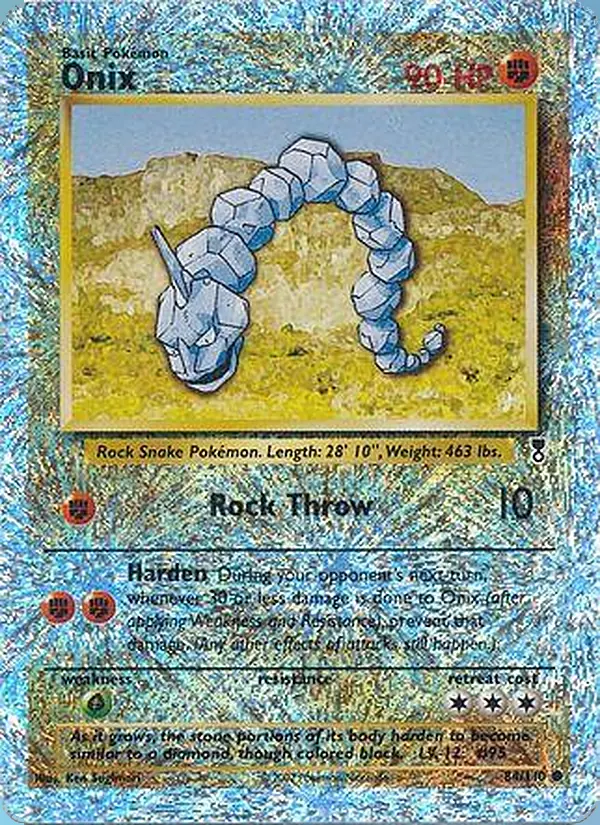 Basic Pokémon
Onix
90 HP
Rock Snake Pokémon. Length: 28' 10", Weight: 463 lbs.
Rock Throw 10
Harden During your opponent's next turn,
whenever 30 or less damage is done to Onix (after
applying Weakness and Resistance), prevent that
damage. (Any other effects of attacks still happen.)
weakness resistance retreat cost
As it grows, the stone portions of its body harden to become
similar to a diamond, though colored black. LV. 12 #95
Illus. Ken Sugimori © 2002 Pokémon/Nintendo 84/110